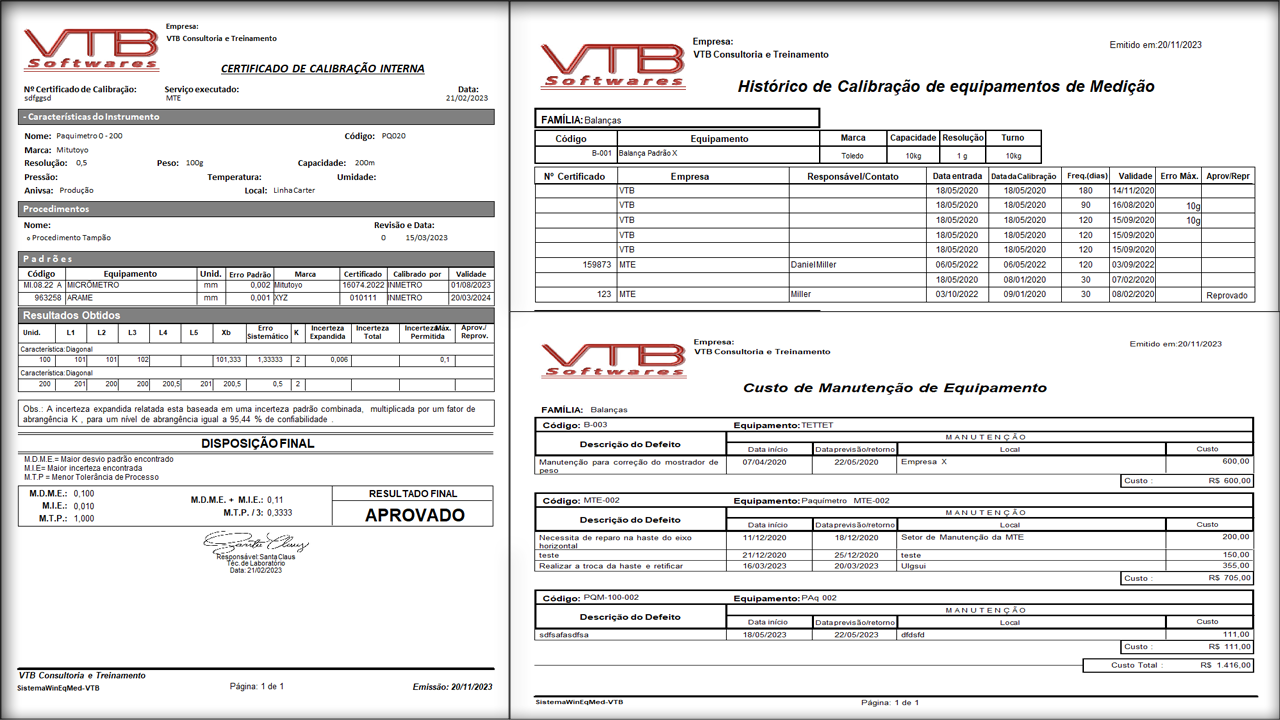 VTB
Softwares
Empresa:
VTB Consultoria e Treinamento
CERTIFICADO DE CALIBRAÇÃO INTERNA
Nº Certificado de Calibração: Serviço executado: Data:
sdfggsd MTE 21/02/2023
- Características do Instrumento
Nome: Paquimetro 0 - 200 Código: PQ020
Marca: Mitutoyo
Resolução: 0,5 Peso: 100g Capacidade: 200m
Pressão: Temperatura: Umidade:
Anivsa: Produção Local: Linha Carter
Procedimentos
Nome: Revisão e Data:
o Procedimento Tampão 0 15/03/2023
Padrões
Código Equipamento Unid. Erro Padrão Marca Certificado Calibrado por Validade
MI.08.22 A MICRÔMETRO mm 0,002 Mitutoyo 16074.2022 INMETRO 01/08/2023
963258 ARAME mm 0,001 XYZ 010111 INMETRO 20/03/2024
Resultados Obtidos
Unid. L1 L2 L3 L4 L5 Xb Erro Sistemático K Incerteza Expandida Incerteza Total Incerteza Máx. Permitida Aprov./ Reprov.
Característica: Diagonal
100 101 101 102 101,333 1,33333 2 0,006 0,1
Característica: Diagonal
200 201 200 200 200,5 201 200,5 0,5 2
Obs.: A incerteza expandida relatada esta baseada em uma incerteza padrão combinada, multiplicada por um fator de
abrangência K , para um nível de abrangência igual a 95,44 % de confiabilidade .
DISPOSIÇÃO FINAL
M.D.M.E.= Maior desvio padrão encontrado
M.I.E= Maior incerteza encontrada
M.T.P = Menor Tolerância de Processo
M.D.M.E.: 0,100
M.I.E.: 0,010
M.T.P.: 1,000
M.D.M.E. + M.I.E.: 0,11
M.T.P. / 3: 0,3333
RESULTADO FINAL
APROVADO
Santa Claus
Responsável: Santa Claus
Téc. de Laboratório
Data: 21/02/2023
VTB Consultoria e Treinamento
SistemaWinEqMed-VTB Página: 1 de 1 Emissão: 20/11/2023
VTB
Softwares
Empresa:
VTB Consultoria e Treinamento
Emitido em:20/11/2023
Histórico de Calibração de equipamentos de Medição
FAMÍLIA: Balanças
Código Equipamento Marca Capacidade Resolução Turno
B-001 Balança Padrão X Toledo 10kg 1 g 10kg
Nº Certificado Empresa Responsável/Contato Data entrada Data da Calibração Freq.(dias) Validade Erro Máx. Aprov/Repr
VTB 18/05/2020 18/05/2020 180 14/11/2020
VTB 18/05/2020 18/05/2020 90 16/08/2020 10g
VTB 18/05/2020 18/05/2020 120 15/09/2020 10g
VTB 18/05/2020 18/05/2020 120 15/09/2020
VTB 18/05/2020 18/05/2020 120 15/09/2020
159873 MTE Daniel Miller 06/05/2022 06/05/2022 120 03/09/2022
18/05/2020 08/01/2020 30 07/02/2020
123 MTE Miller 03/10/2022 09/01/2020 30 08/02/2020 Reprovado
VTB
Softwares
Empresa:
VTB Consultoria e Treinamento
Emitido em:20/11/2023
Custo de Manutenção de Equipamento
FAMÍLIA: Balanças
Código: B-003 Equipamento: TETTET
Descrição do Defeito MANUTENÇÃO
Data início Data previsão/retorno Local Custo
Manutenção para correção do mostrador de 07/04/2020 22/05/2020 Empresa X 600,00
peso
Custo : R$ 600,00
Código: MTE-002 Equipamento: Paquímetro MTE-002
Descrição do Defeito MANUTENÇÃO
Data início Data previsão/retorno Local Custo
Necessita de reparo na haste do eixo 11/12/2020 18/12/2020 Setor de Manutenção da MTE 200,00
horizontal
teste 21/12/2020 25/12/2020 teste 150,00
Realizar a troca da haste e retificar 16/03/2023 20/03/2023 Ulgsui 355,00
Custo : R$ 705,00
Código: PQM-100-002 Equipamento: PAq 002
Descrição do Defeito MANUTENÇÃO
Data início Data previsão/retorno Local Custo
sdfsafasdfsa 18/05/2023 22/05/2023 dfdsfd 111,00
Custo : R$ 111,00
Custo Total : R$ 1.416,00
SistemaWinEqMed-VTB Página: 1 de 1